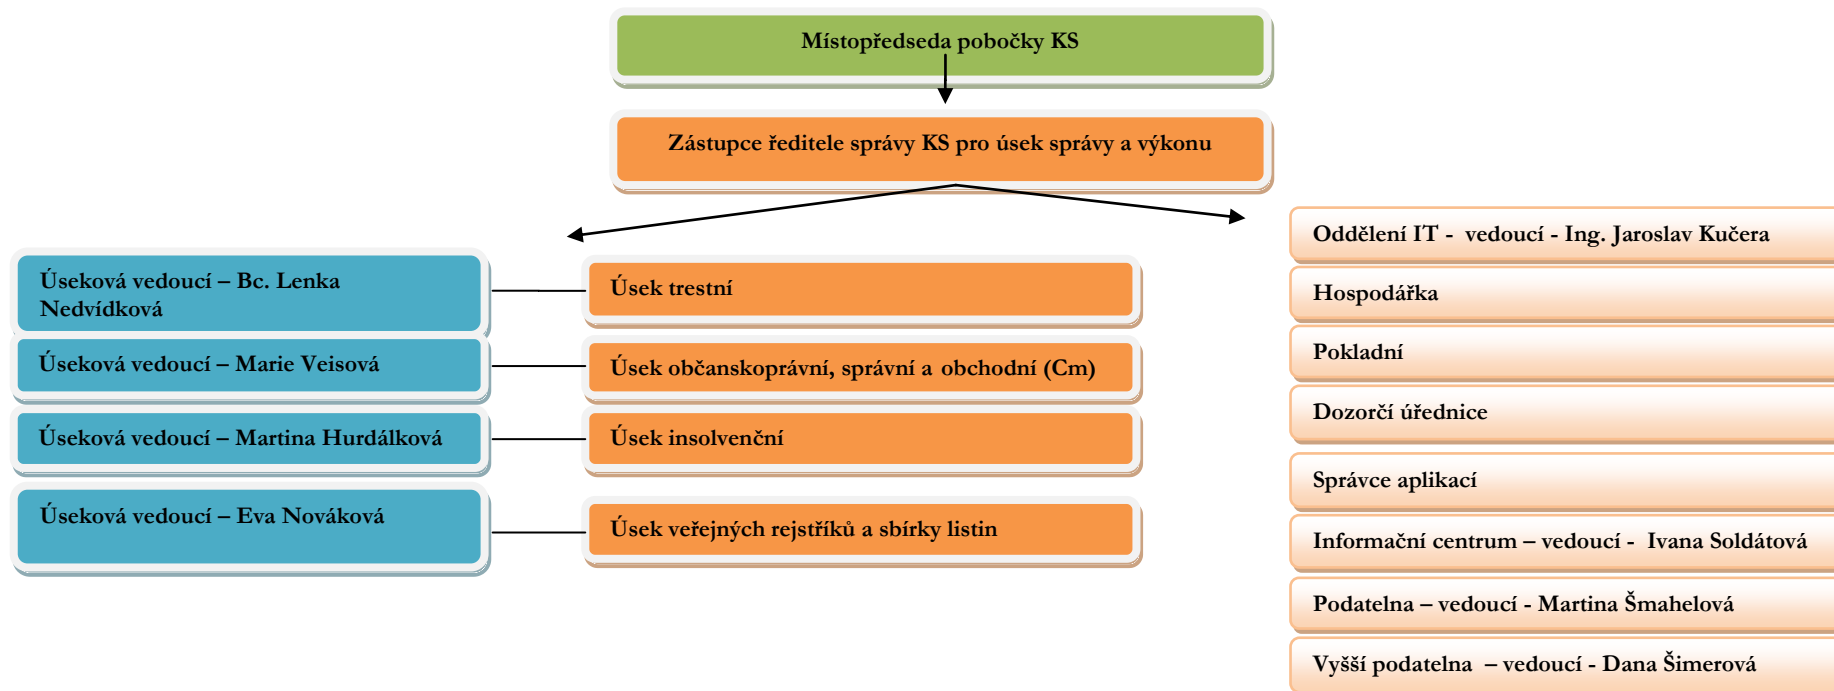 Místopředseda pobočky KS
Zástupce ředitele správy KS pro úsek správy a výkonu
Úseková vedoucí – Bc. Lenka
Nedvídková
Úsek trestní
Úseková vedoucí – Marie Veisová
Úsek občanskoprávní, správní a obchodní (Cm)
Úseková vedoucí – Martina Hurdálková
Úsek insolvenční
Úseková vedoucí – Eva Nováková
Úsek veřejných rejstříků a sbírky listin
Oddělení IT - vedoucí - Ing. Jaroslav Kučera
Hospodářka
Pokladní
Dozorčí úřednice
Správce aplikací
Informační centrum – vedoucí - Ivana Soldátová
Podatelna – vedoucí - Martina Šmahelová
Vyšší podatelna – vedoucí - Dana Šimerová